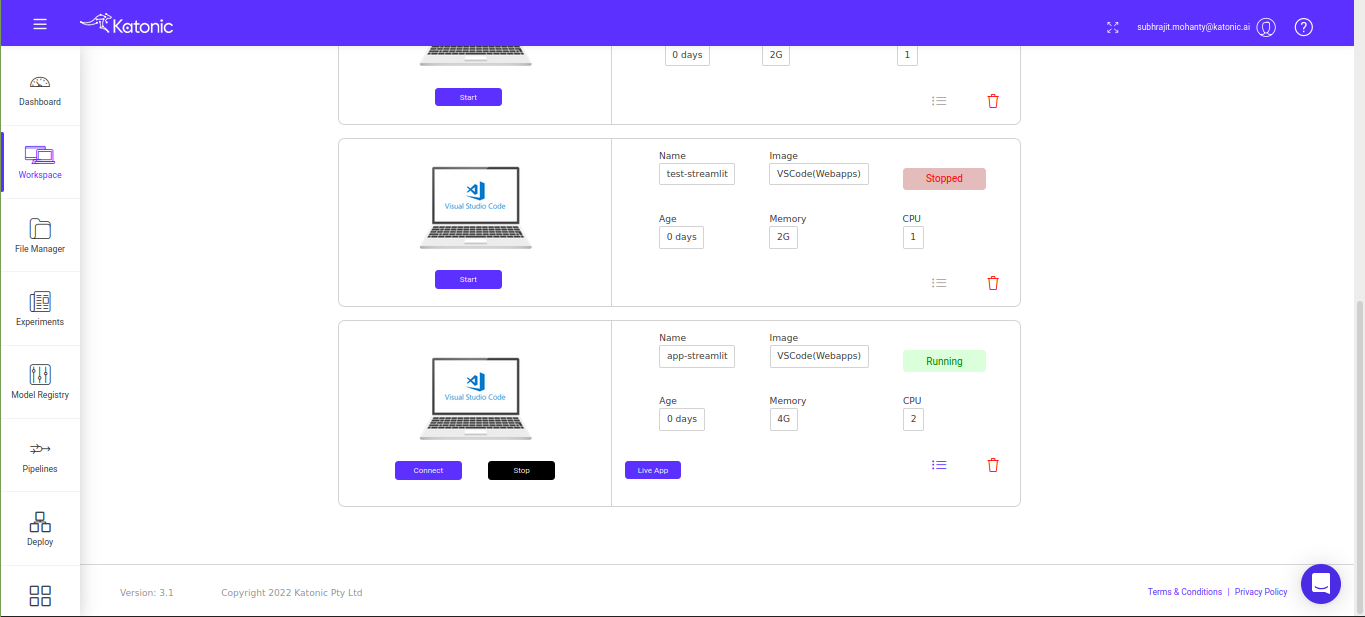 Katonic
subhrajit.mohanty@katonic.ai
?
Dashboard
Workspace
File Manager
Experiments
Model Registry
Pipelines
Deploy
0 days 2G 1
Start
Name Image
test-streamlit VSCode(Webapps) Stopped
Visual Studio Code
Age Memory CPU
0 days 2G 1
Start
Name Image
app-streamlit VSCode(Webapps) Running
Visual Studio Code
Age Memory CPU
0 days 4G 2
Connect Stop Live App
Version: 3.1 Copyright 2022 Katonic Pty Ltd Terms & Conditions | Privacy Policy